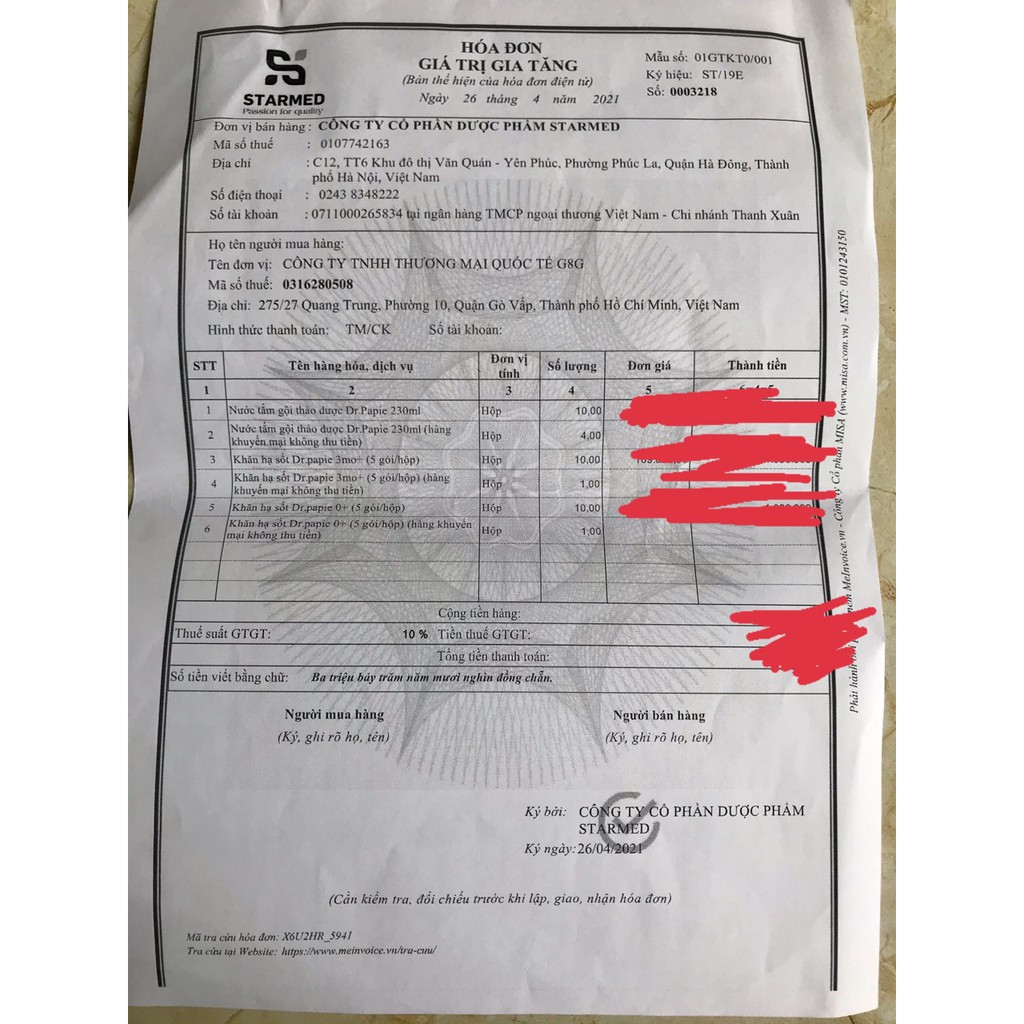 HÓA ĐƠN
GIÁ TRỊ GIA TĂNG
(Bản thể hiện của hóa đơn điện tử)
Ngày 26 tháng 4 năm 2021
Mẫu số: 01GTKT0/001
Ký hiệu: ST/19E
Số: 0003218
STARMED
Passion for quality
Đơn vị bán hàng : CÔNG TY CỔ PHẦN DƯỢC PHẨM STARMED
Mã số thuế : 0107742163
Địa chỉ : C12, TT6 Khu đô thị Văn Quán - Yên Phúc, Phường Phúc La, Quận Hà Đông, Thành
phố Hà Nội, Việt Nam
Số điện thoại : 0243 8348222
Số tài khoản : 0711000265834 tại ngân hàng TMCP ngoại thương Việt Nam - Chi nhánh Thanh Xuân
Họ tên người mua hàng:
Tên đơn vị: CÔNG TY TNHH THƯƠNG MẠI QUỐC TẾ G8G
Mã số thuế: 0316280508
Địa chỉ: 275/27 Quang Trung, Phường 10, Quận Gò Vấp, Thành phố Hồ Chí Minh, Việt Nam
Hình thức thanh toán: TM/CK Số tài khoản:
STT Tên hàng hóa, dịch vụ Đơn vị tính Số lượng Đơn giá Thành tiền
1 2 3 4 5
1 Nước tắm gội thảo dược Dr.Papie 230ml Hộp 10,00
2 Nước tắm gội thảo dược Dr.Papie 230ml (hàng khuyến mại không thu tiền) Hộp 4,00
3 Khăn hạ sốt Dr.papie 3mo+ (5 gói/hộp) Hộp 10,00
4 Khăn hạ sốt Dr.papie 3mo+ (5 gói/hộp) (hàng khuyến mại không thu tiền) Hộp 1,00
5 Khăn hạ sốt Dr.papie 0+ (5 gói/hộp) Hộp 10,00
6 Khăn hạ sốt Dr.papie 0+ (5 gói/hộp) (hàng khuyến mại không thu tiền) Hộp 1,00
Cộng tiền hàng:
Thuế suất GTGT: 10 % Tiền thuế GTGT:
Tổng tiền thanh toán:
Số tiền viết bằng chữ: Ba triệu bảy trăm năm mươi nghìn đồng chẵn.
Người mua hàng Người bán hàng
(Ký, ghi rõ họ, tên) (Ký, ghi rõ họ, tên)
Ký bởi: CÔNG TY CỔ PHẦN DƯỢC PHẨM
STARMED
Ký ngày: 26/04/2021
(Cần kiểm tra, đối chiếu trước khi lập, giao, nhận hóa đơn)
Mã tra cứu hóa đơn: X6U2HR_5941
Tra cứu tại Website: https://www.meinvoice.vn/tra-cuu/
Phát hành MeInvoice.vn - Công ty Cổ phần MISA (www.misa.com.vn) - MST: 0101243150